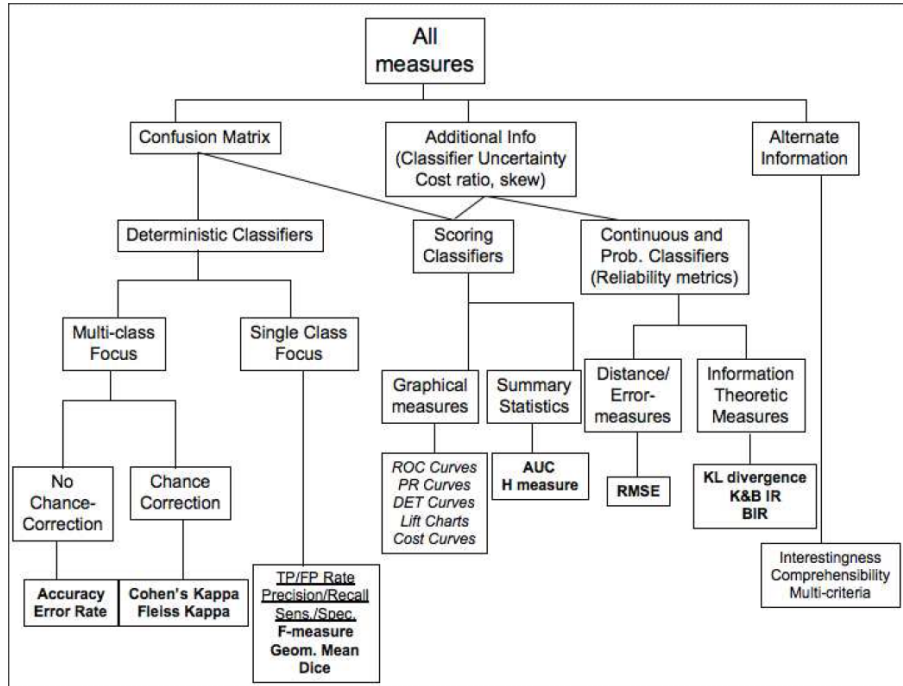 All
measures
Confusion Matrix
Additional Info
(Classifier Uncertainty
Cost ratio, skew)
Alternate
Information
Deterministic Classifiers
Scoring
Classifiers
Continuous and
Prob. Classifiers
(Reliability metrics)
Multi-class
Focus
Single Class
Focus
Graphical
measures
Summary
Statistics
Distance/
Error-
measures
Information
Theoretic
Measures
No
Chance-
Correction
Chance
Correction
ROC Curves
PR Curves
DET Curves
Lift Charts
Cost Curves
AUC
H measure
RMSE
KL divergence
K&B IR
BIR
Accuracy
Error Rate
Cohen's Kappa
Fleiss Kappa
TP/FP Rate
Precision/Recall
Sens./Spec.
F-measure
Geom. Mean
Dice
Interestingness
Comprehensibility
Multi-criteria